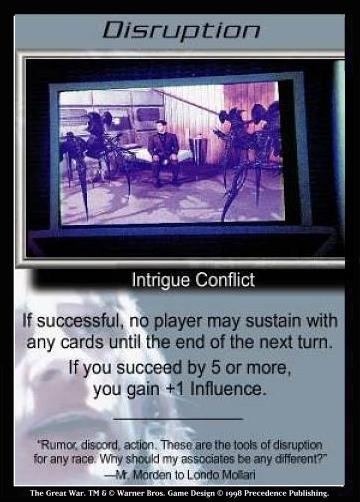 Disruption
Intrigue Conflict
If successful, no player may sustain with
any cards until the end of the next turn.
If you succeed by 5 or more,
you gain +1 Influence.
"Rumor, discord, action. These are the tools of disruption
for any race. Why should my associates be any different?"
—Mr. Morden to Londo Mollari
The Great War. TM & © Warner Bros. Game Design © 1998 Precedence Publishing.